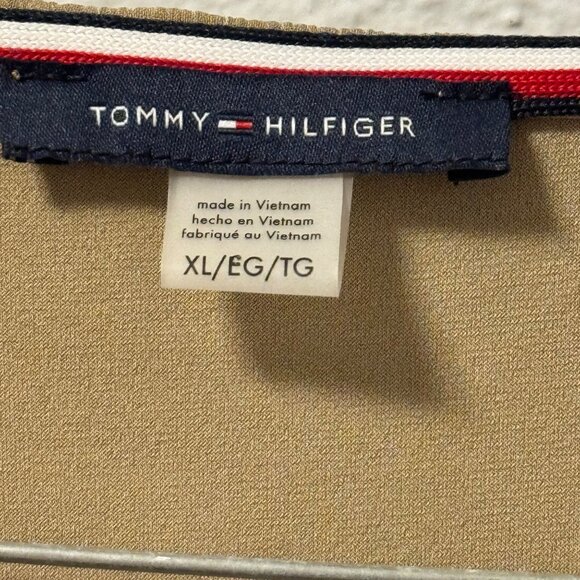 TOMMY HILFIGER
made in Vietnam
hecho en Vietnam
fabriqué au Vietnam
XL/EG/TG